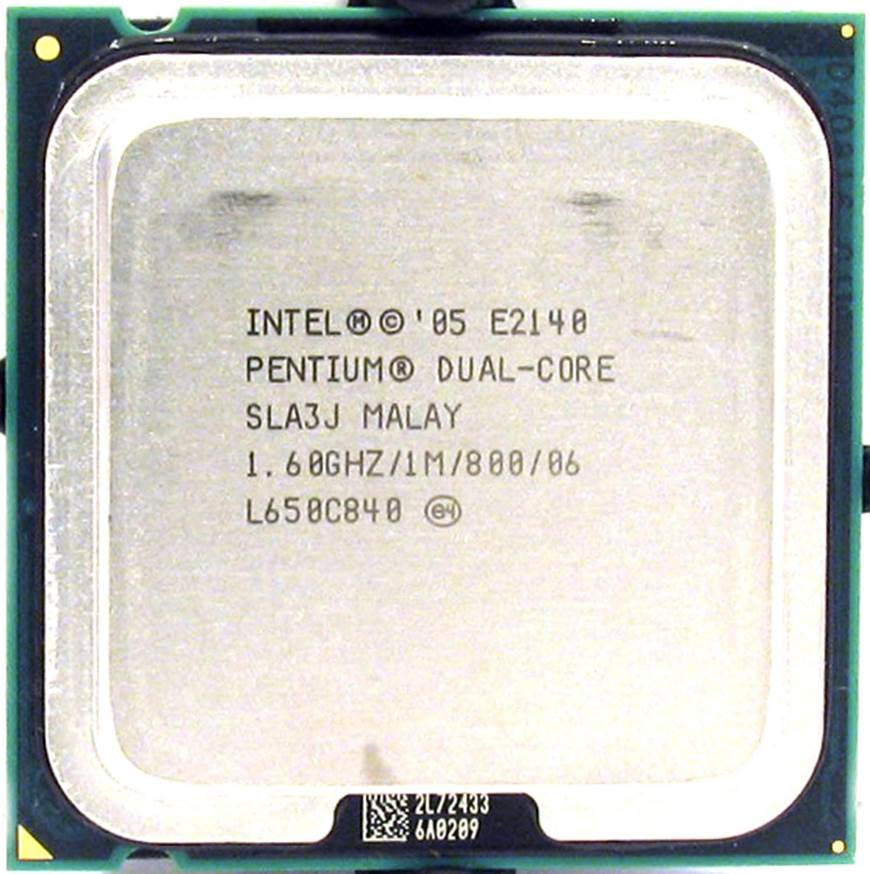 INTEL Ⓜ © '05 E2140
PENTIUM® DUAL-CORE
SLA3J MALAY
1.60GHZ/1M/800/06
L650C840 e4
2L72433
6A0209